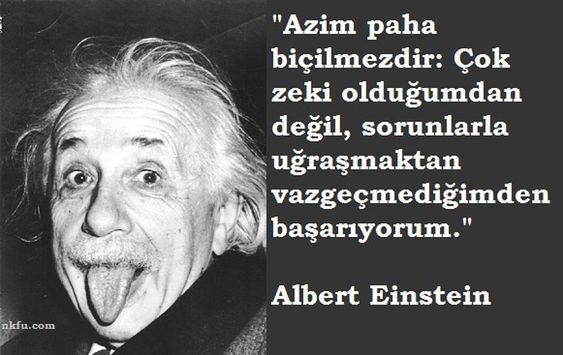 "Azim paha
biçilmezdir: Çok
zeki olduğumdan
değil, sorunlarla
uğraşmaktan
vazgeçmediğimden
başarıyorum."
Albert Einstein
nkfu.com